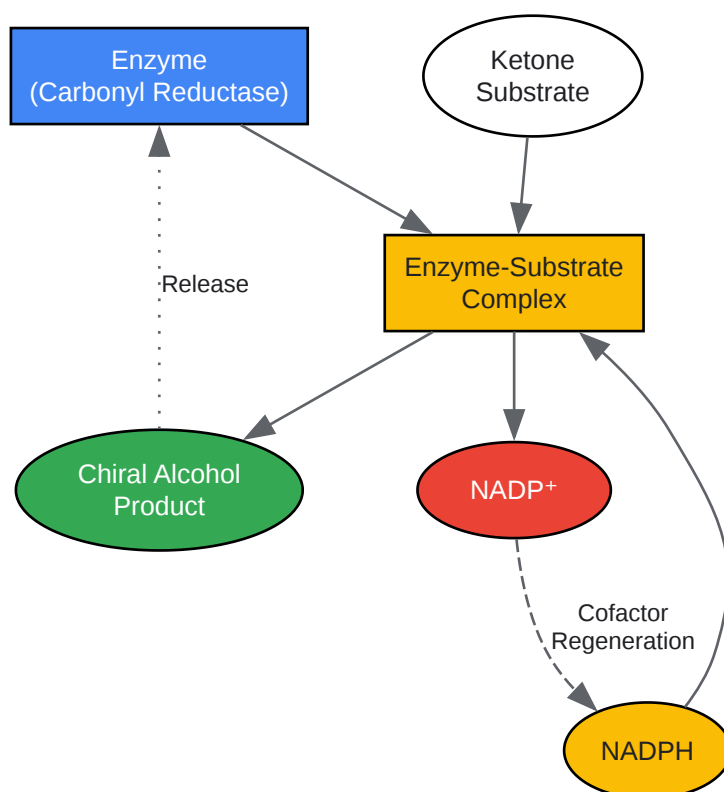 Enzyme
(Carbonyl Reductase)
Ketone
Substrate
Enzyme-Substrate
Complex
Release
Chiral Alcohol
Product
NADP⁺
Cofactor
Regeneration
NADPH